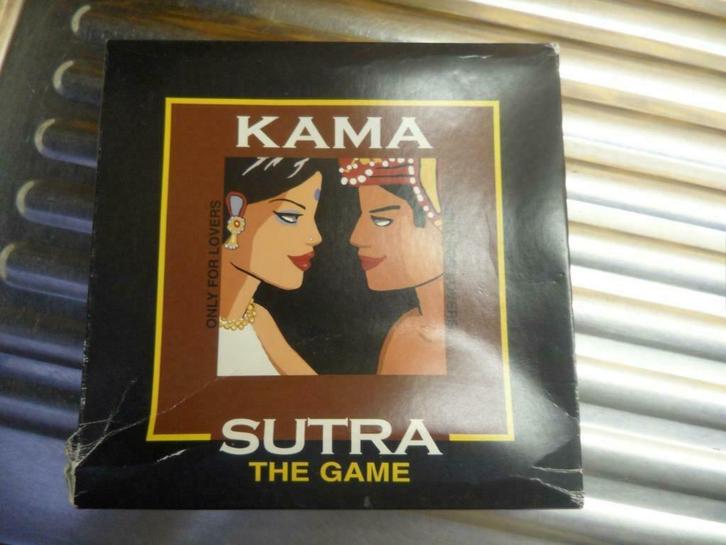 KAMA
ONLY FOR LOVERS
SUTRA
THE GAME